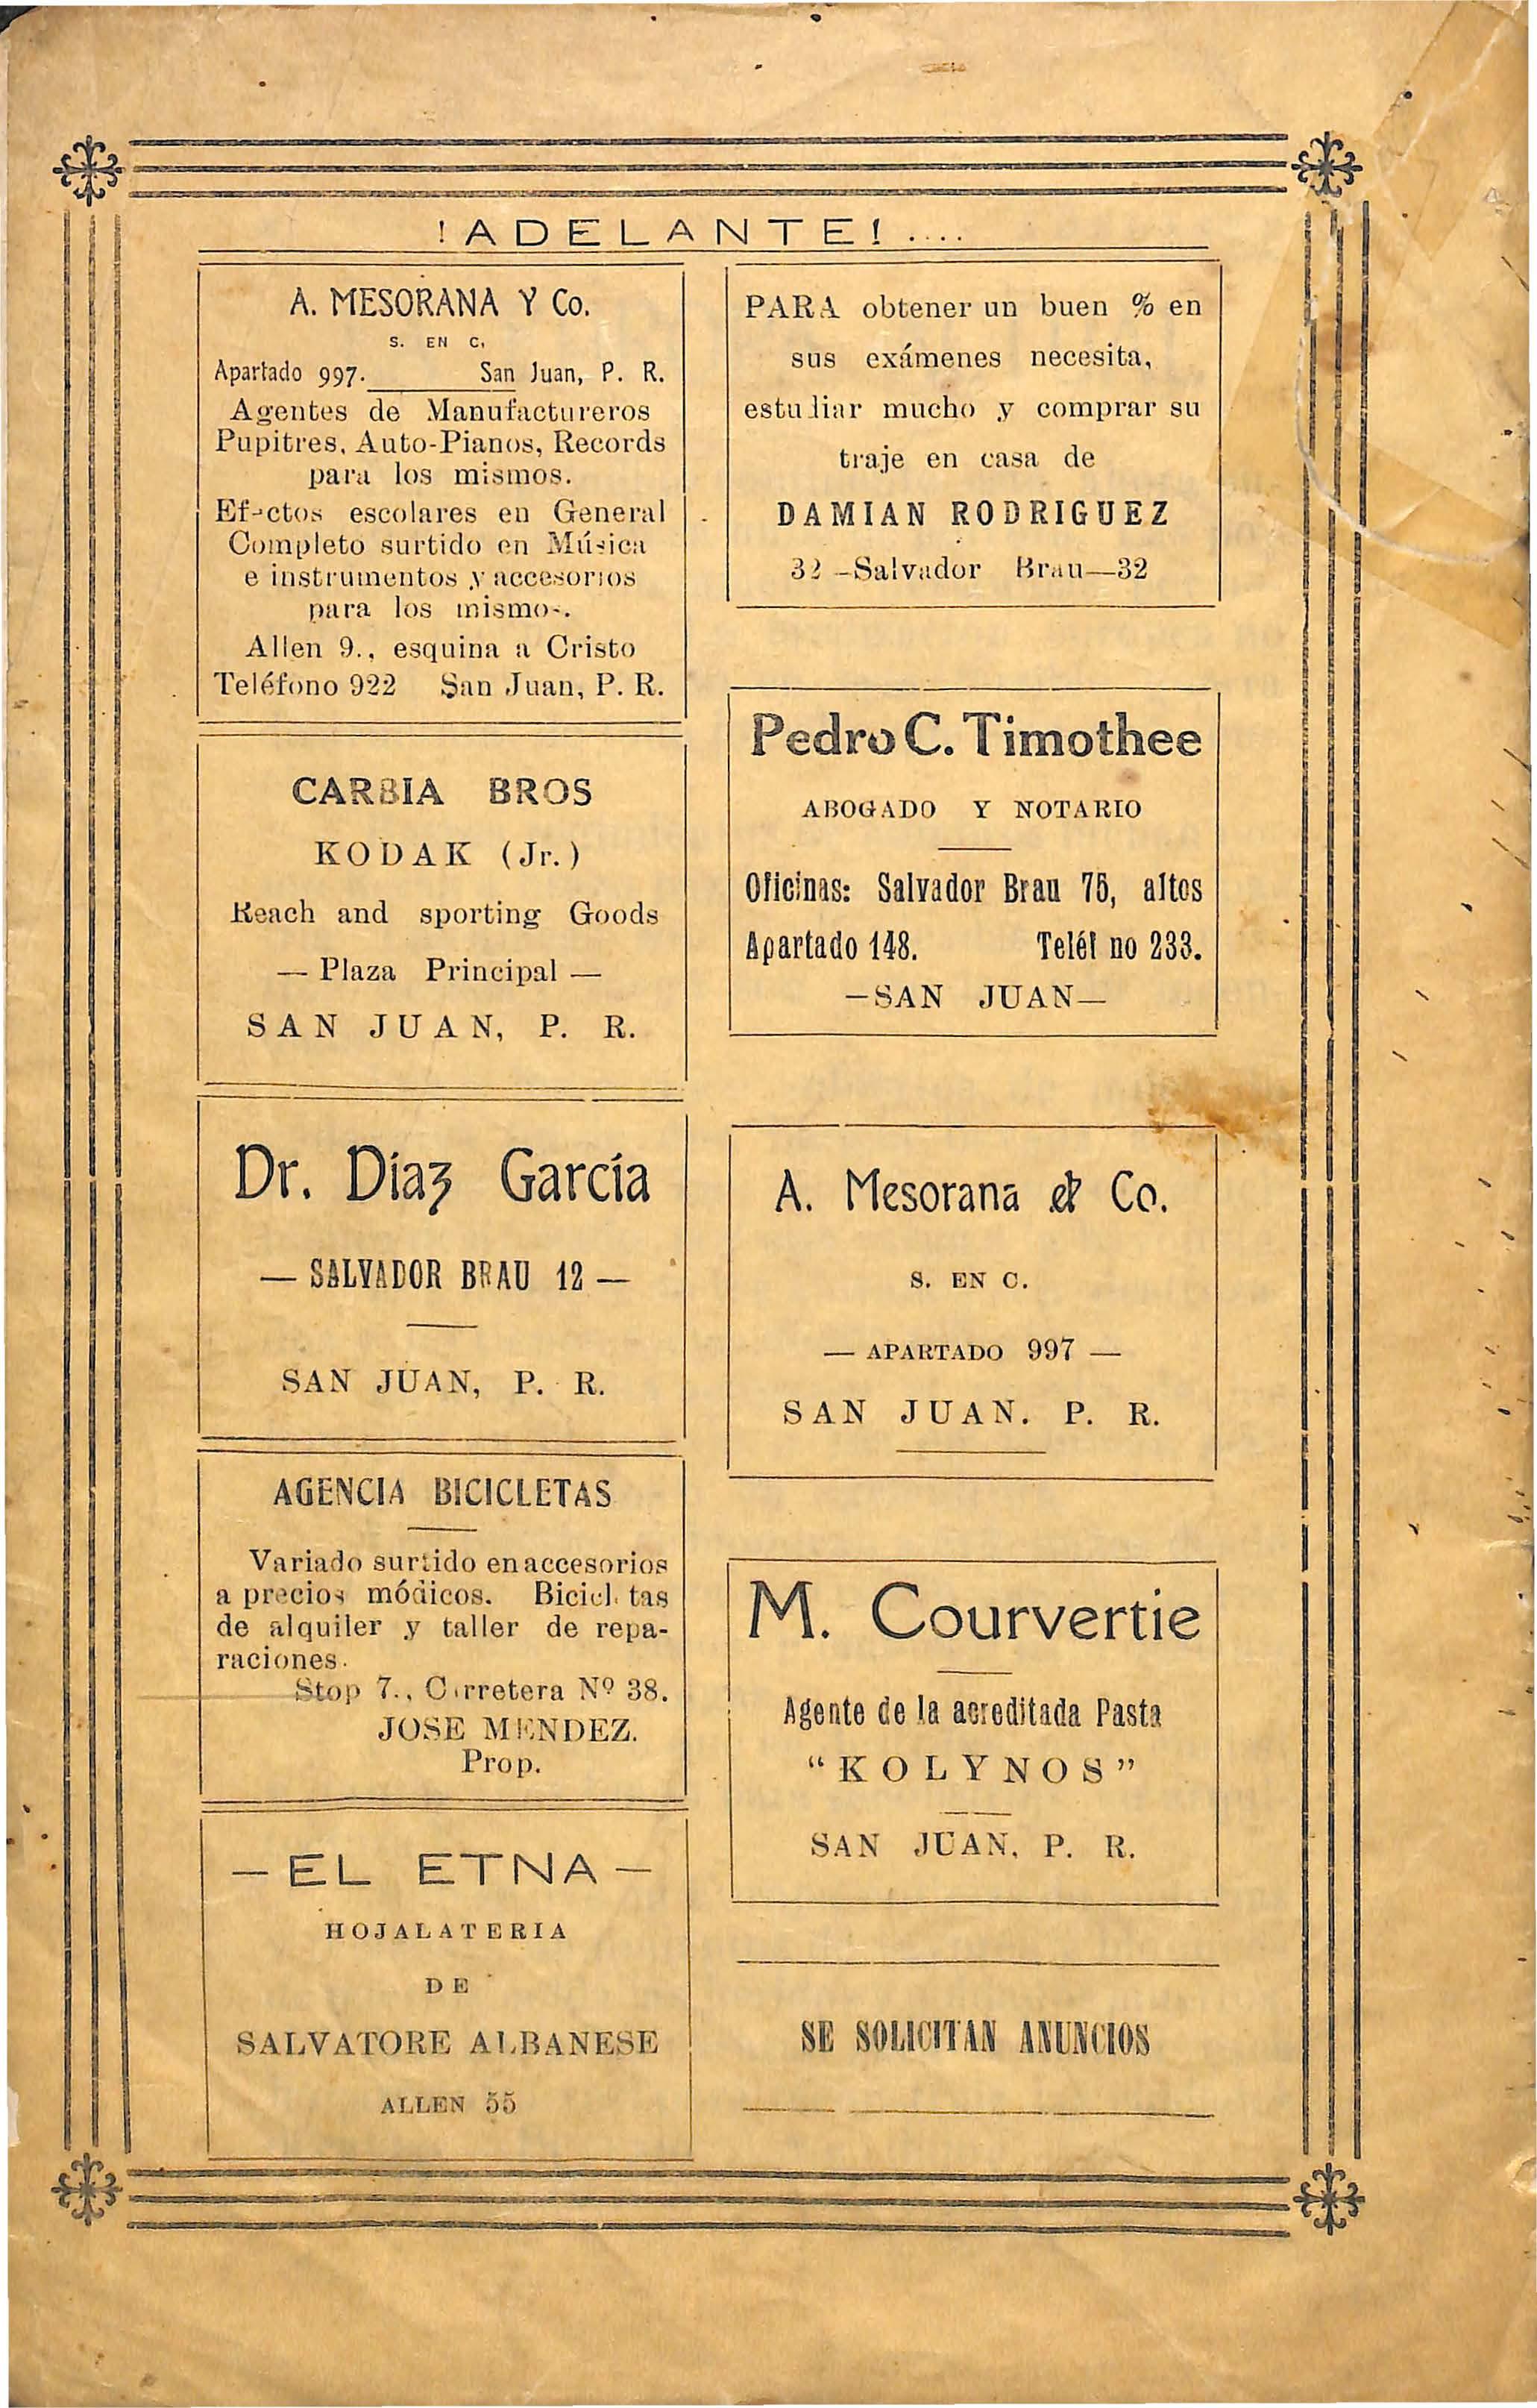 !ADELANTE!....
A. MESORANA Y Co.
S. EN C.
Apartado 997. San Juan, P. R.
Agentes de Manufactureros
Pupitres, Auto-Pianos, Records
para los mismos.
Efectos escolares en General
Completo surtido en Música
e instrumentos y accesorios
para los mismos.
Allen 9., esquina a Cristo
Teléfono 922 San Juan, P. R.
CARBIA BROS
KODAK (Jr.)
Reach and sporting Goods
— Plaza Principal —
SAN JUAN, P. R.
Dr. Díaz García
— SALVADOR BRAU 12 —
SAN JUAN, P. R.
AGENCIA BICICLETAS
Variado surtido en accesorios
a precios módicos. Bicicletas
de alquiler y taller de repa-
raciones.
Stop 7., Carretera Nº 38.
JOSE MENDEZ.
Prop.
— EL ETNA —
HOJALATERIA
DE
SALVATORE ALBANESE
ALLEN 55
PARA obtener un buen % en
sus exámenes necesita,
estudiar mucho y comprar su
traje en casa de
DAMIAN RODRIGUEZ
32 —Salvador Brau—32
Pedro C. Timothee
ABOGADO Y NOTARIO
Oficinas: Salvador Brau 75, altos
Apartado 148. Teléf no 233.
—SAN JUAN—
A. Mesorana & Co.
S. EN C.
— APARTADO 997 —
SAN JUAN. P. R.
M. Courvertie
Agente de la acreditada Pasta
“KOLYNOS”
SAN JUAN, P. R.
SE SOLICITAN ANUNCIOS